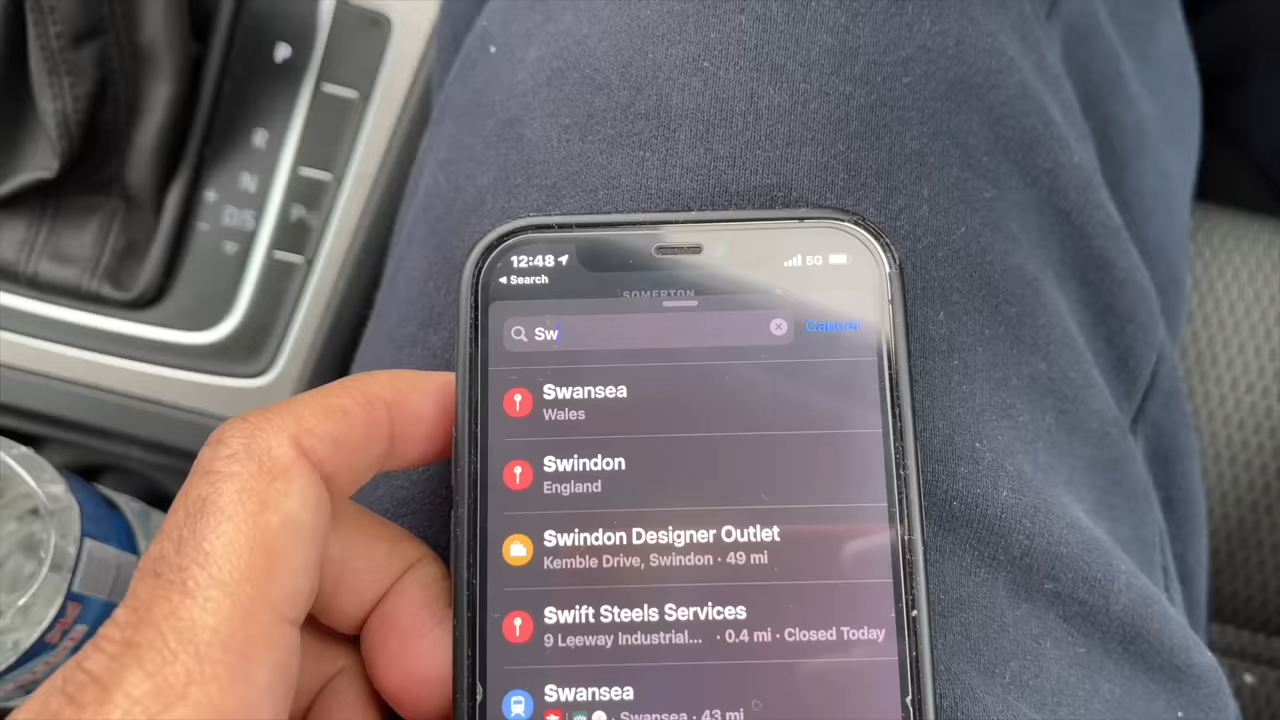 P
R
N
D/S
12:48
5G
Search
SOMERTON
Sw
Cancel
Swansea
Wales
Swindon
England
Swindon Designer Outlet
Kemble Drive, Swindon · 49 mi
Swift Steels Services
9 Leeway Industrial... · 0.4 mi · Closed Today
Swansea
Swansea · 43 mi